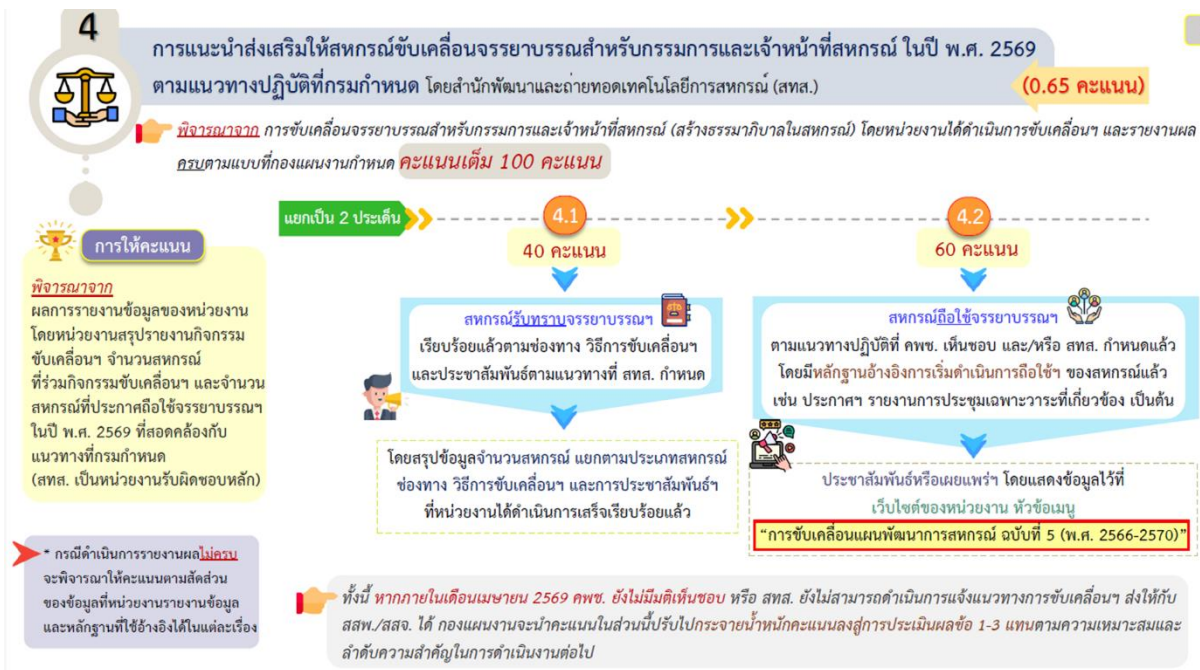 4
การแนะนำส่งเสริมให้สหกรณ์ขับเคลื่อนจรรยาบรรณสำหรับกรรมการและเจ้าหน้าที่สหกรณ์ ในปี พ.ศ. 2569
ตามแนวทางปฏิบัติที่กรมกำหนด โดยสำนักพัฒนาและถ่ายทอดเทคโนโลยีการสหกรณ์ (สทส.)
(0.65 คะแนน)
พิจารณาจาก การขับเคลื่อนจรรยาบรรณสำหรับกรรมการและเจ้าหน้าที่สหกรณ์ (สร้างธรรมาภิบาลในสหกรณ์) โดยหน่วยงานได้ดำเนินการขับเคลื่อนฯ และรายงานผล
ครบตามแบบที่กองแผนงานกำหนด คะแนนเต็ม 100 คะแนน
แยกเป็น 2 ประเด็น
4.1
40 คะแนน
สหกรณ์รับทราบจรรยาบรรณฯ
เรียบร้อยแล้วตามช่องทาง วิธีการขับเคลื่อนฯ
และประชาสัมพันธ์ตามแนวทางที่ สทส. กำหนด
โดยสรุปข้อมูลจำนวนสหกรณ์ แยกตามประเภทสหกรณ์
ช่องทาง วิธีการขับเคลื่อนฯ และการประชาสัมพันธ์ฯ
ที่หน่วยงานได้ดำเนินการเสร็จเรียบร้อยแล้ว
4.2
60 คะแนน
สหกรณ์ถือใช้จรรยาบรรณฯ
ตามแนวทางปฏิบัติที่ คพช. เห็นชอบ และ/หรือ สทส. กำหนดแล้ว
โดยมีหลักฐานอ้างอิงการเริ่มดำเนินการถือใช้ฯ ของสหกรณ์แล้ว
เช่น ประกาศฯ รายงานการประชุมเฉพาะวาระที่เกี่ยวข้อง เป็นต้น
ประชาสัมพันธ์หรือเผยแพร่ฯ โดยแสดงข้อมูลไว้ที่
เว็บไซต์ของหน่วยงาน หัวข้อเมนู
“การขับเคลื่อนแผนพัฒนาการสหกรณ์ ฉบับที่ 5 (พ.ศ. 2566-2570)”
การให้คะแนน
พิจารณาจาก
ผลการรายงานข้อมูลของหน่วยงาน
โดยหน่วยงานสรุปรายงานกิจกรรม
ขับเคลื่อนฯ จำนวนสหกรณ์
ที่ร่วมกิจกรรมขับเคลื่อนฯ และจำนวน
สหกรณ์ที่ประกาศถือใช้จรรยาบรรณฯ
ในปี พ.ศ. 2569 ที่สอดคล้องกับ
แนวทางที่กรมกำหนด
(สทส. เป็นหน่วยงานรับผิดชอบหลัก)
* กรณีดำเนินการรายงานผลไม่ครบ
จะพิจารณาให้คะแนนตามสัดส่วน
ของข้อมูลที่หน่วยงานรายงานข้อมูล
และหลักฐานที่ใช้อ้างอิงได้ในแต่ละเรื่อง
ทั้งนี้ หากภายในเดือนเมษายน 2569 คพช. ยังไม่มีมติเห็นชอบ หรือ สทส. ยังไม่สามารถดำเนินการแจ้งแนวทางการขับเคลื่อนฯ ส่งให้กับ
สสพ./สสจ. ได้ กองแผนงานจะนำคะแนนในส่วนนี้ปรับไปกระจายน้ำหนักคะแนนลงสู่การประเมินผลข้อ 1-3 แทนตามความเหมาะสมและ
ลำดับความสำคัญในการดำเนินงานต่อไป